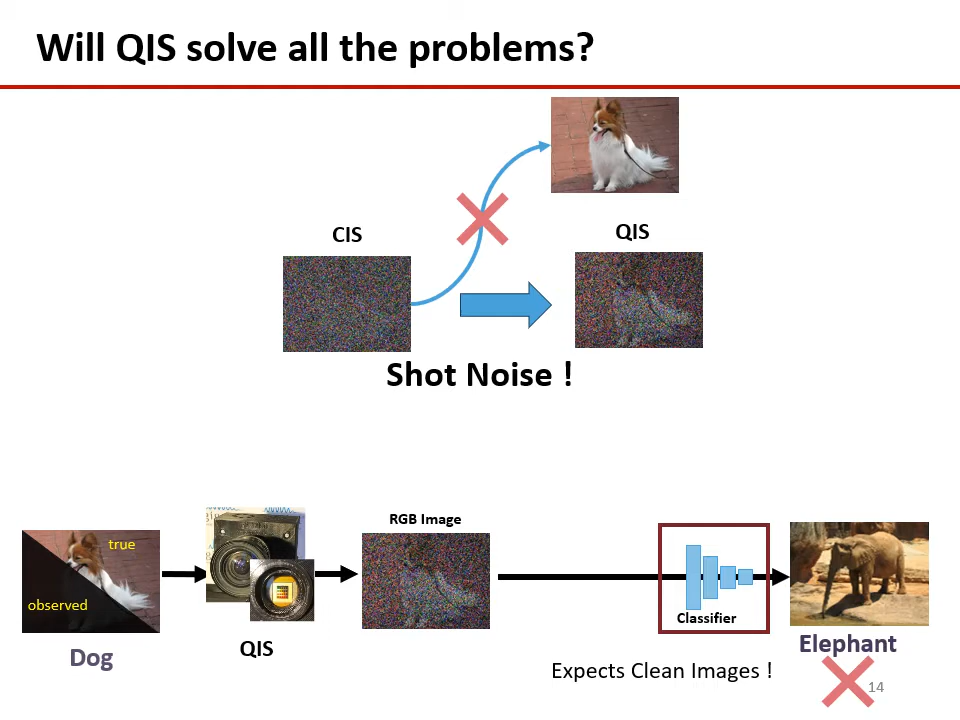 Will QIS solve all the problems?
CIS
QIS
Shot Noise !
RGB Image
true
observed
Classifier
Dog
QIS
Elephant
Expects Clean Images !
14